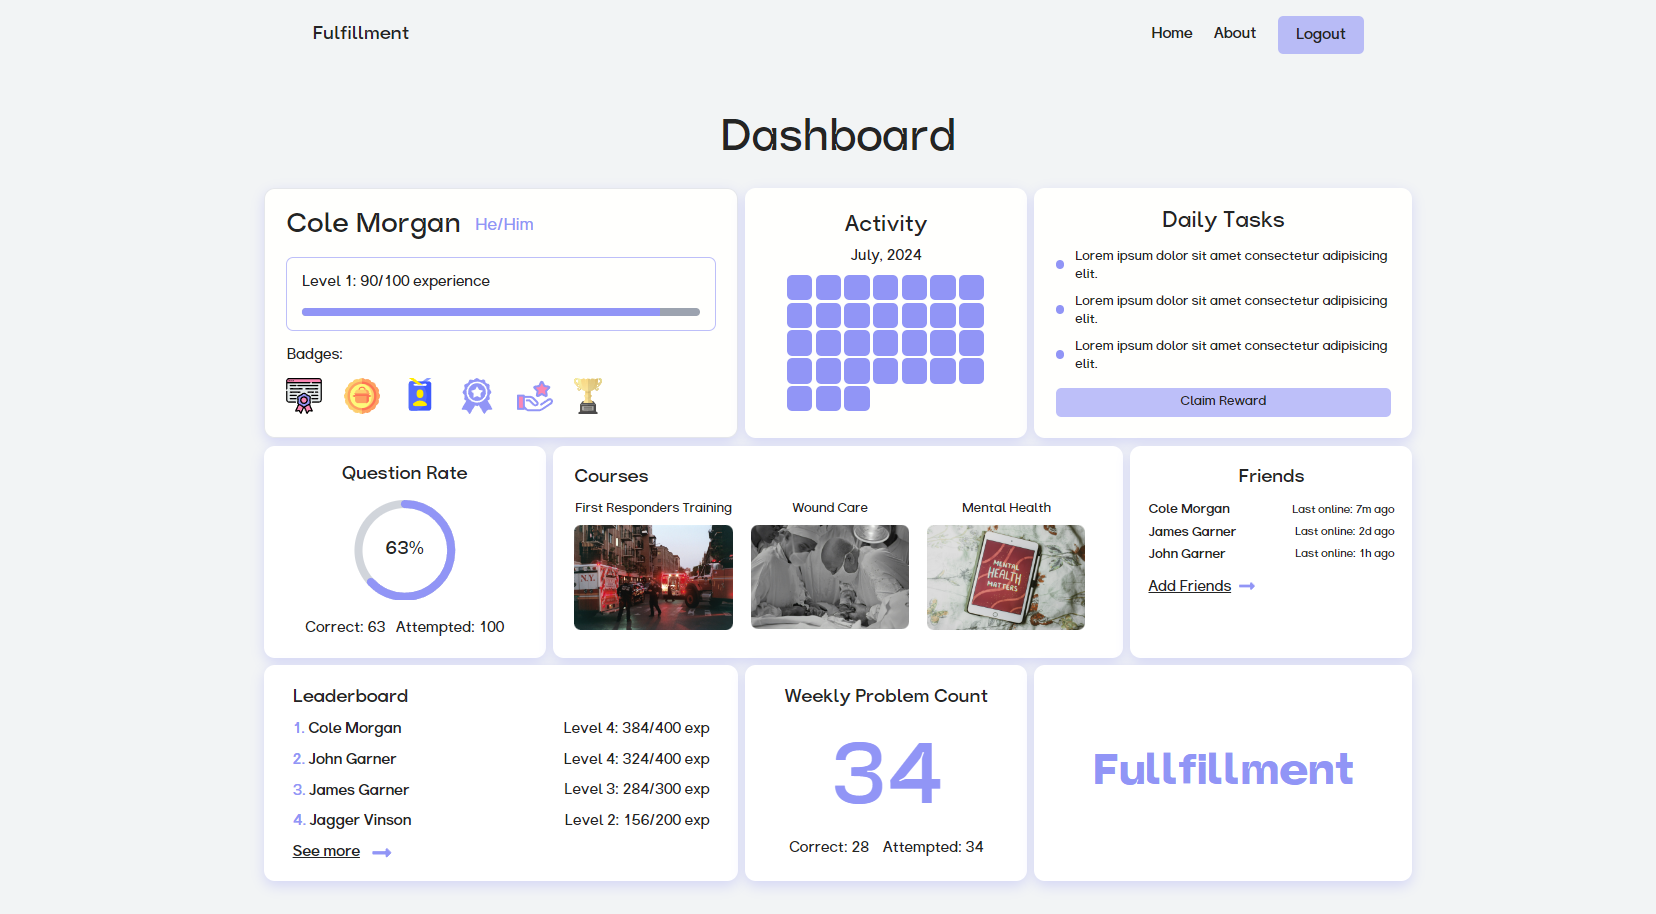 Fulfillment
Home
About
Logout
Dashboard
Cole Morgan He/Him
Level 1: 90/100 experience
Badges:
Activity
July, 2024
Daily Tasks
Lorem ipsum dolor sit amet consectetur adipisicing
elit.
Lorem ipsum dolor sit amet consectetur adipisicing
elit.
Lorem ipsum dolor sit amet consectetur adipisicing
elit.
Claim Reward
Question Rate
63%
Correct: 63 Attempted: 100
Courses
First Responders Training
N.Y.
Wound Care
Mental Health
MENTAL
HEALTH
MATTERS
Friends
Cole Morgan Last online: 7m ago
James Garner Last online: 2d ago
John Garner Last online: 1h ago
Add Friends
Leaderboard
1. Cole Morgan Level 4: 384/400 exp
2. John Garner Level 4: 324/400 exp
3. James Garner Level 3: 284/300 exp
4. Jagger Vinson Level 2: 156/200 exp
See more
Weekly Problem Count
34
Correct: 28 Attempted: 34
Fullfillment